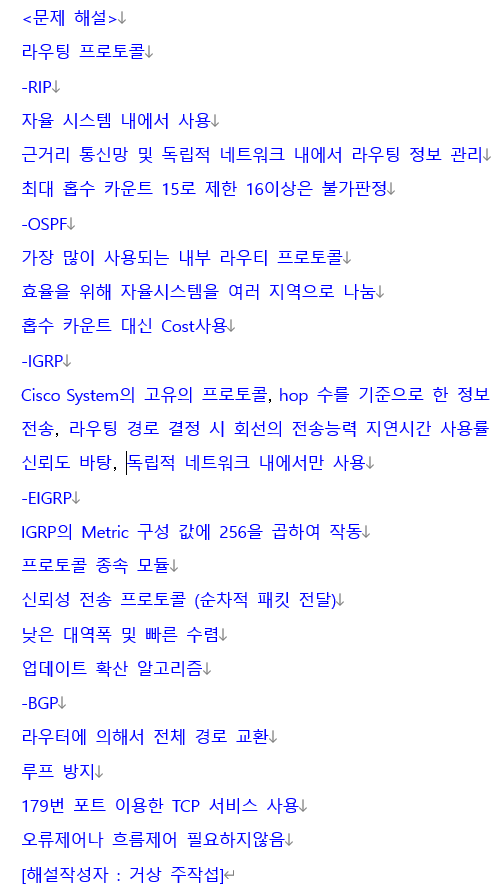 <문제 해설>↓
라우팅 프로토콜↓
-RIP↓
자율 시스템 내에서 사용↓
근거리 통신망 및 독립적 네트워크 내에서 라우팅 정보 관리↓
최대 홉수 카운트 15로 제한 16이상은 불가판정↓
-OSPF↓
가장 많이 사용되는 내부 라우티 프로토콜↓
효율을 위해 자율시스템을 여러 지역으로 나눔↓
홉수 카운트 대신 Cost사용↓
-IGRP↓
Cisco System의 고유의 프로토콜, hop 수를 기준으로 한 정보
전송, 라우팅 경로 결정 시 회선의 전송능력 지연시간 사용률
신뢰도 바탕, 독립적 네트워크 내에서만 사용↓
-EIGRP↓
IGRP의 Metric 구성 값에 256을 곱하여 작동↓
프로토콜 종속 모듈↓
신뢰성 전송 프로토콜 (순차적 패킷 전달)↓
낮은 대역폭 및 빠른 수렴↓
업데이트 확산 알고리즘↓
-BGP↓
라우터에 의해서 전체 경로 교환↓
루프 방지↓
179번 포트 이용한 TCP 서비스 사용↓
오류제어나 흐름제어 필요하지않음↓
[해설작성자 : 거상 주작섭]↵